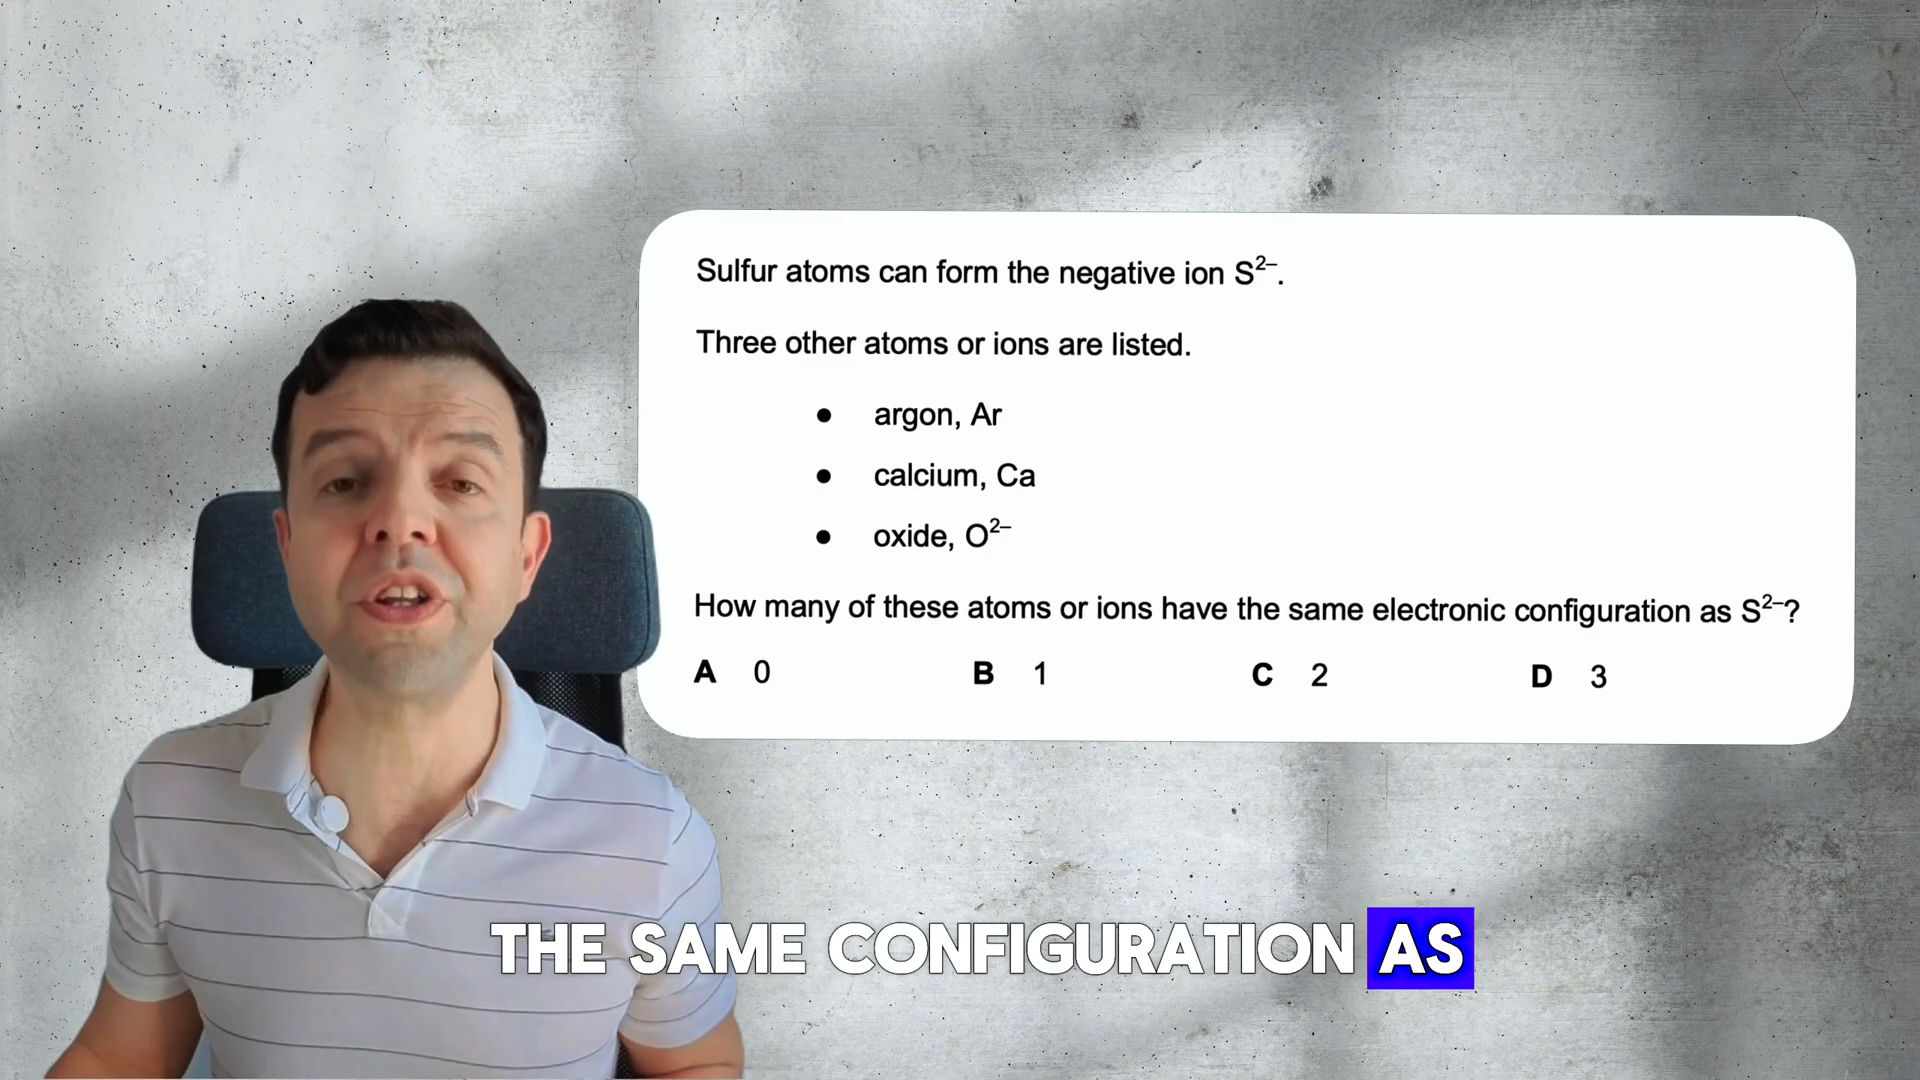 Sulfur atoms can form the negative ion S²⁻.
Three other atoms or ions are listed.
• argon, Ar
• calcium, Ca
• oxide, O²⁻
How many of these atoms or ions have the same electronic configuration as S²⁻?
A 0 B 1 C 2 D 3
THE SAME CONFIGURATION AS